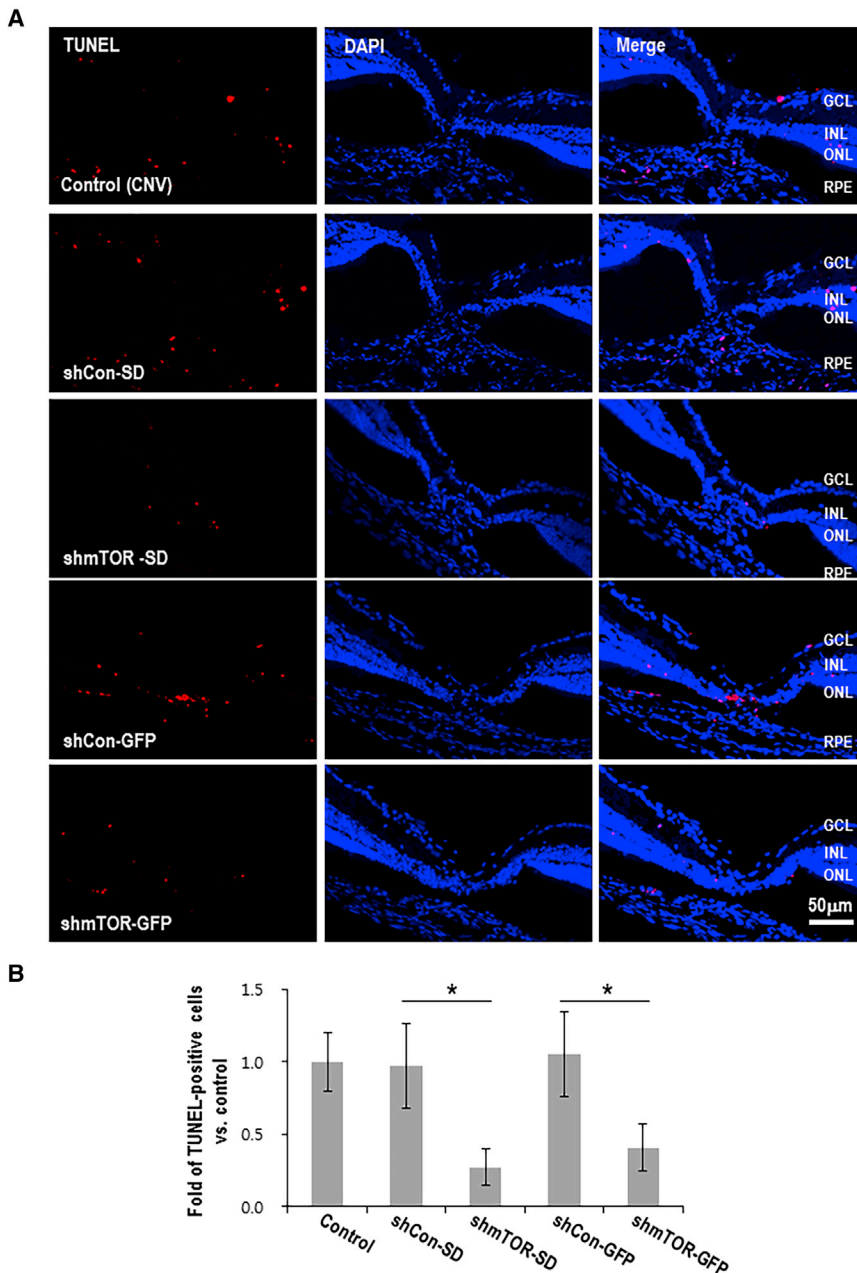 A
TUNEL
DAPI
Merge
Control (CNV)
GCL
INL
ONL
RPE
shCon-SD
GCL
INL
ONL
RPE
shmTOR -SD
GCL
INL
ONL
RPE
shCon-GFP
GCL
INL
ONL
RPE
shmTOR-GFP
GCL
INL
ONL
50μm
B
Fold of TUNEL-positive cells
vs. control
1.5
1.0
0.5
0.0
*
*
Control
shCon-SD
shmTOR-SD
shCon-GFP
shmTOR-GFP